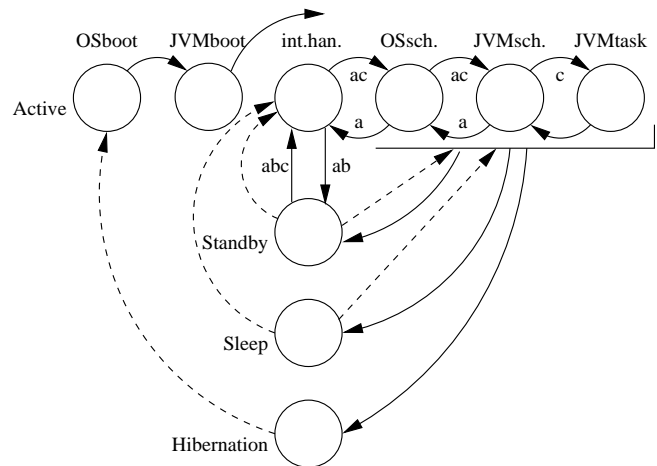 OSboot JVMboot int.han. OSsch. JVMsch. JVMtask
ac ac c
Active
a a
abc ab
Standby
Sleep
Hibernation